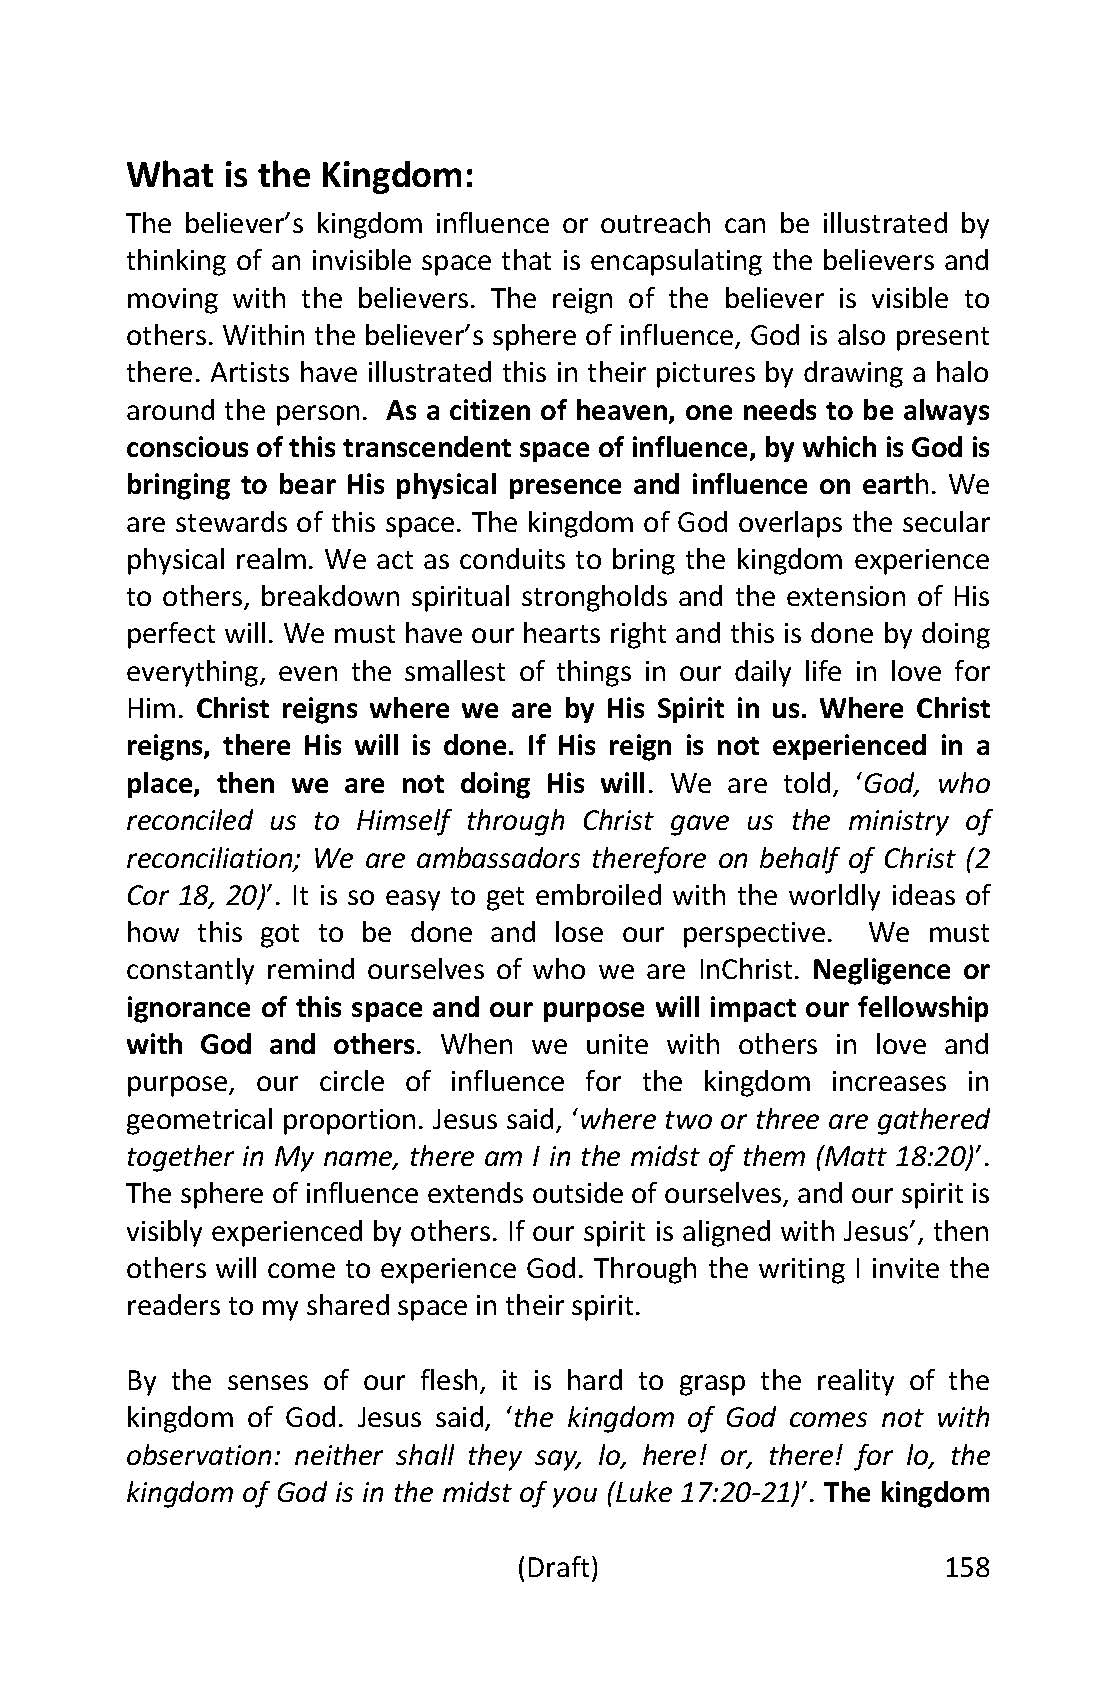 What is the Kingdom:
The believer’s kingdom influence or outreach can be illustrated by
thinking of an invisible space that is encapsulating the believers and
moving with the believers. The reign of the believer is visible to
others. Within the believer’s sphere of influence, God is also present
there. Artists have illustrated this in their pictures by drawing a halo
around the person.  As a citizen of heaven, one needs to be always
conscious of this transcendent space of influence, by which is God is
bringing to bear His physical presence and influence on earth. We
are stewards of this space. The kingdom of God overlaps the secular
physical realm. We act as conduits to bring the kingdom experience
to others, breakdown spiritual strongholds and the extension of His
perfect will. We must have our hearts right and this is done by doing
everything, even the smallest of things in our daily life in love for
Him. Christ reigns where we are by His Spirit in us. Where Christ
reigns, there His will is done. If His reign is not experienced in a
place, then we are not doing His will. We are told, ‘God, who
reconciled us to Himself through Christ gave us the ministry of
reconciliation; We are ambassadors therefore on behalf of Christ (2
Cor 18, 20)’. It is so easy to get embroiled with the worldly ideas of
how this got to be done and lose our perspective.  We must
constantly remind ourselves of who we are InChrist. Negligence or
ignorance of this space and our purpose will impact our fellowship
with God and others. When we unite with others in love and
purpose, our circle of influence for the kingdom increases in
geometrical proportion. Jesus said, ‘where two or three are gathered
together in My name, there am I in the midst of them (Matt 18:20)’.
The sphere of influence extends outside of ourselves, and our spirit is
visibly experienced by others. If our spirit is aligned with Jesus’, then
others will come to experience God. Through the writing I invite the
readers to my shared space in their spirit.
By the senses of our flesh, it is hard to grasp the reality of the
kingdom of God. Jesus said, ‘the kingdom of God comes not with
observation: neither shall they say, lo, here! or, there! for lo, the
kingdom of God is in the midst of you (Luke 17:20-21)’. The kingdom
(Draft) 158